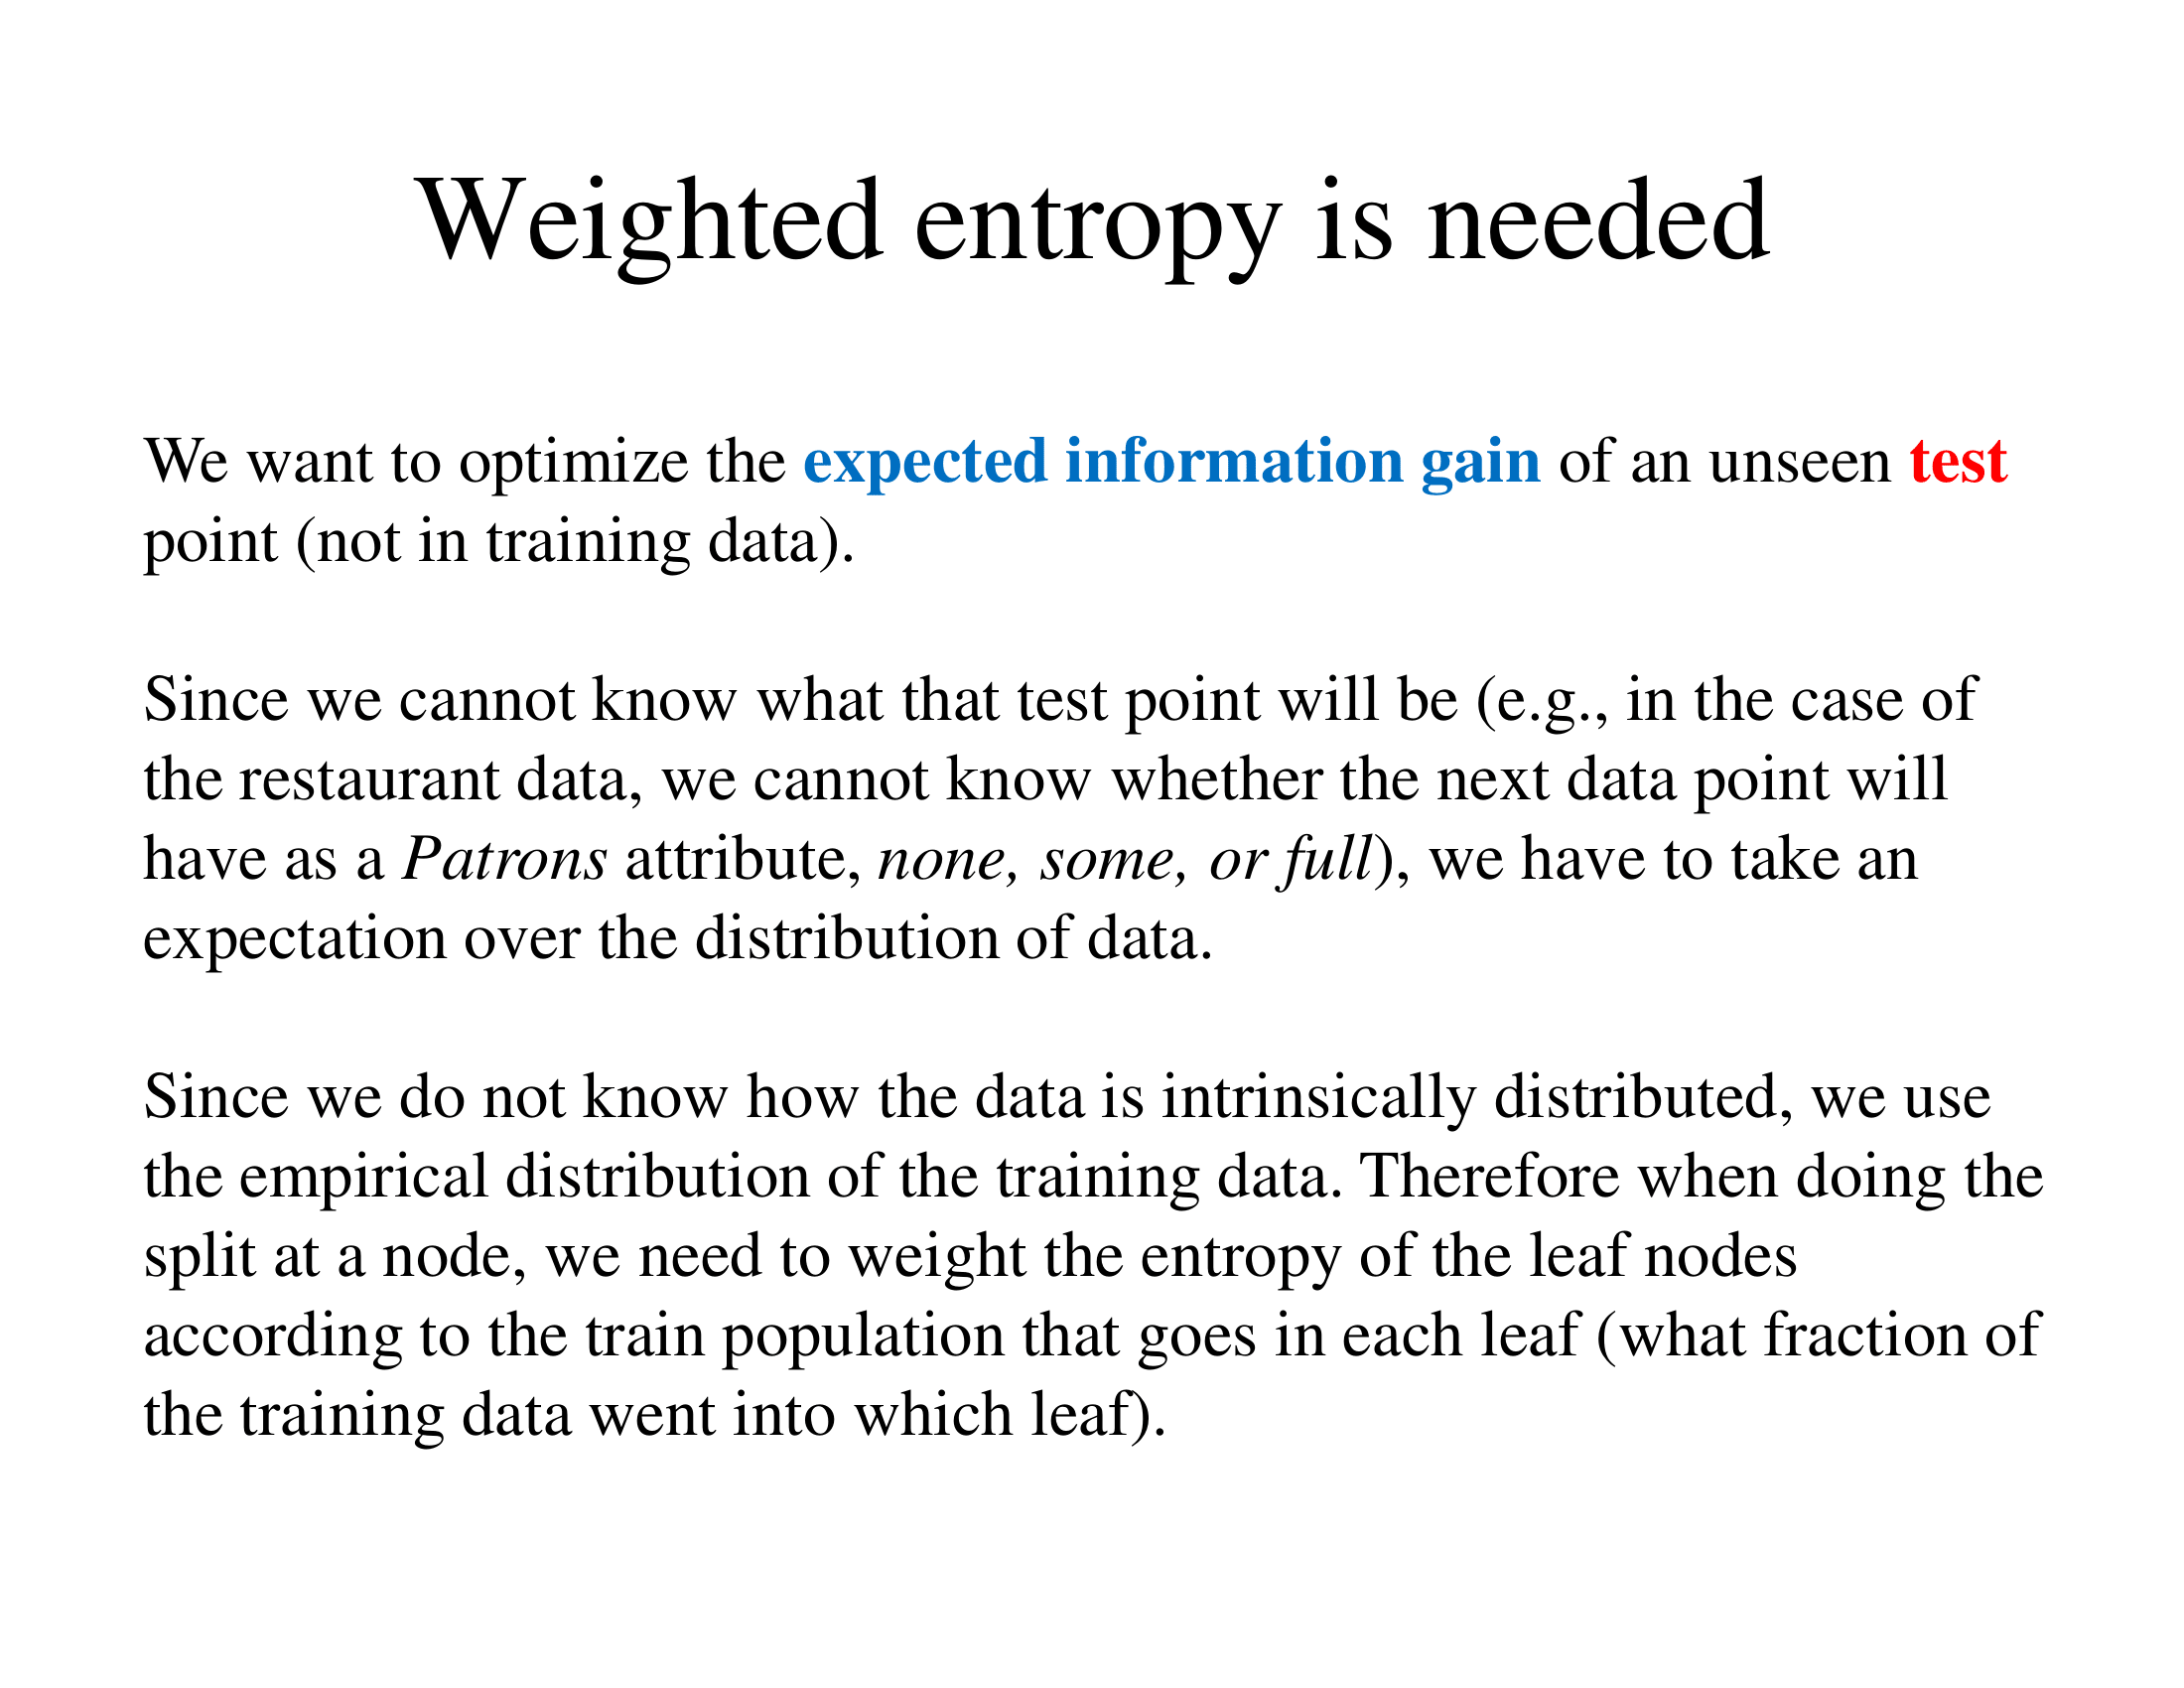 Weighted entropy is needed
We want to optimize the expected information gain of an unseen test
point (not in training data).
Since we cannot know what that test point will be (e.g., in the case of
the restaurant data, we cannot know whether the next data point will
have as a Patrons attribute, none, some, or full), we have to take an
expectation over the distribution of data.
Since we do not know how the data is intrinsically distributed, we use
the empirical distribution of the training data. Therefore when doing the
split at a node, we need to weight the entropy of the leaf nodes
according to the train population that goes in each leaf (what fraction of
the training data went into which leaf).